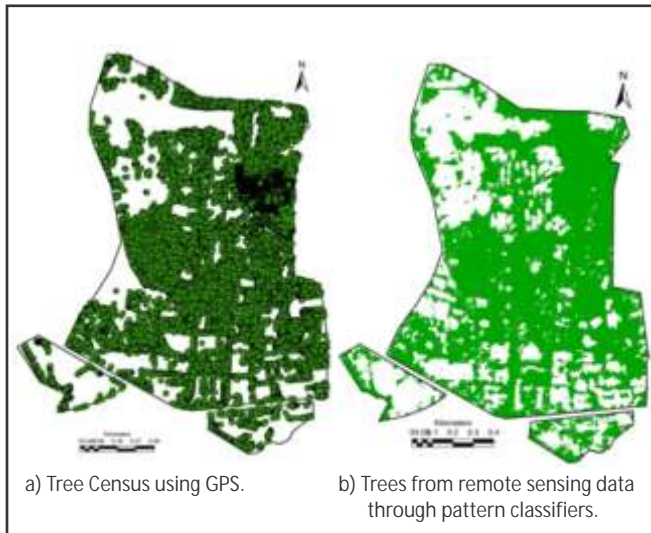 N
N
a) Tree Census using GPS.
b) Trees from remote sensing data
through pattern classifiers.